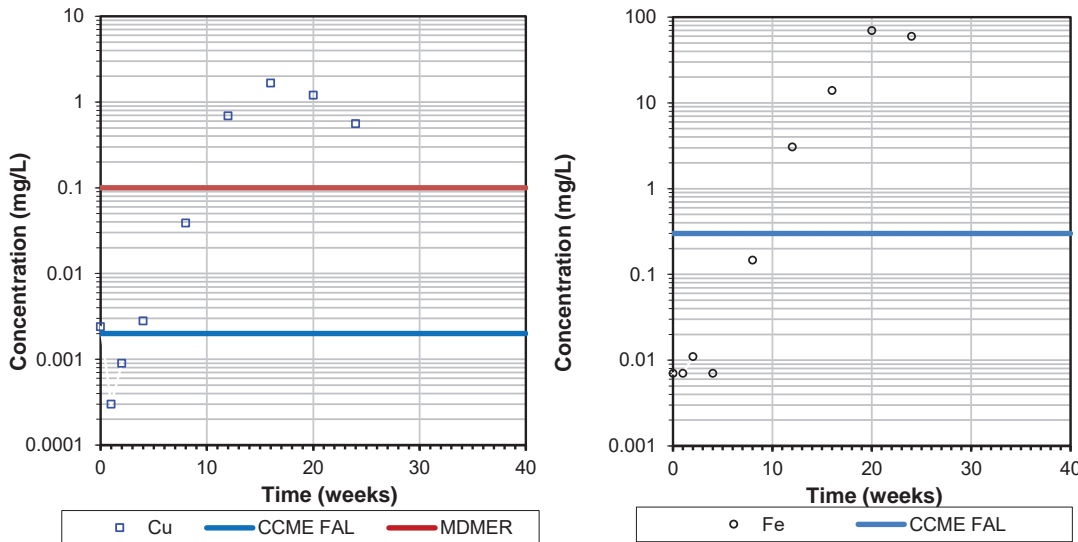 10
1
0.1
0.01
0.001
0.0001
Concentration (mg/L)
0 10 20 30 40
Time (weeks)
Cu CCME FAL MDMER
100
10
1
0.1
0.01
0.001
Concentration (mg/L)
0 10 20 30 40
Time (weeks)
Fe CCME FAL